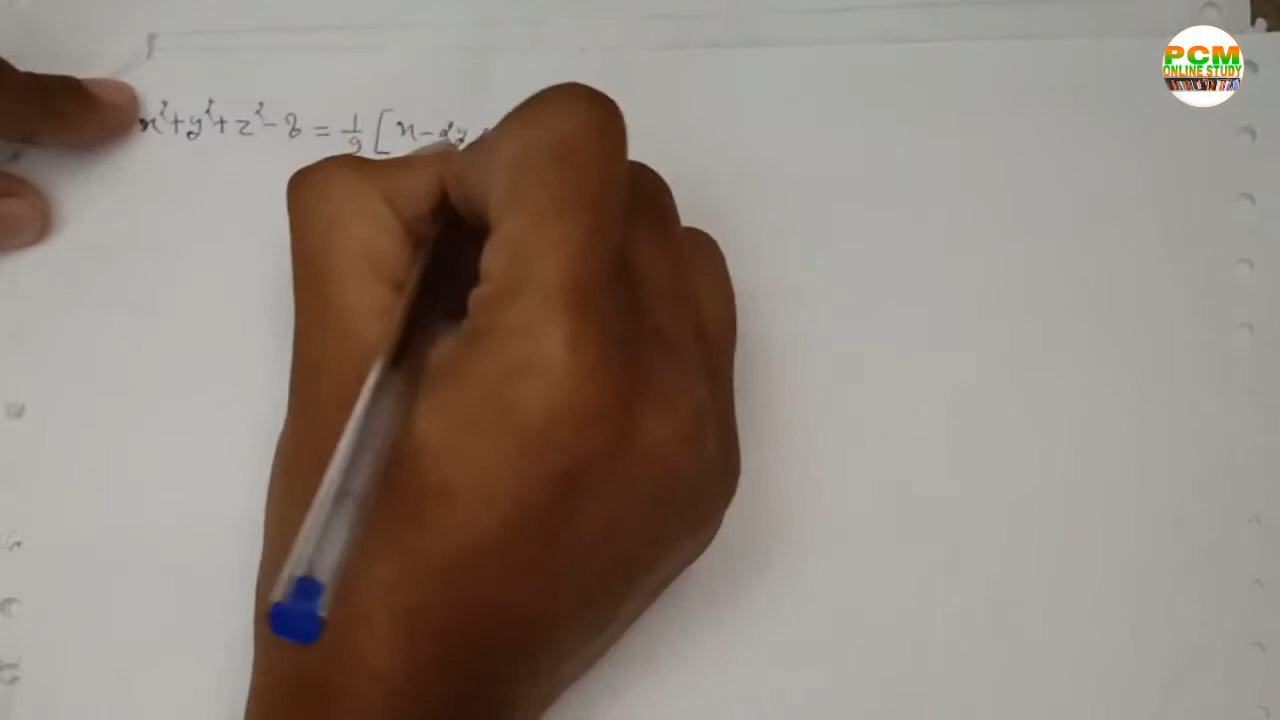 PCM
ONLINE STUDY
x²+y²+z²-8 = 1/9 [x-2y